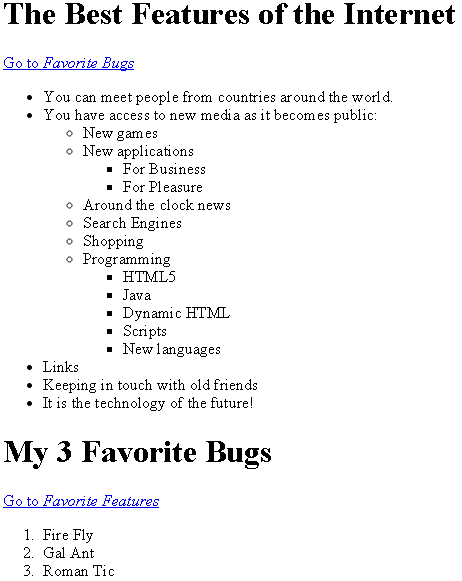 The Best Features of the Internet
Go to Favorite Bugs
You can meet people from countries around the world.
You have access to new media as it becomes public:
New games
New applications
For Business
For Pleasure
Around the clock news
Search Engines
Shopping
Programming
HTML5
Java
Dynamic HTML
Scripts
New languages
Links
Keeping in touch with old friends
It is the technology of the future!
My 3 Favorite Bugs
Go to Favorite Features
1. Fire Fly
2. Gal Ant
3. Roman Tic